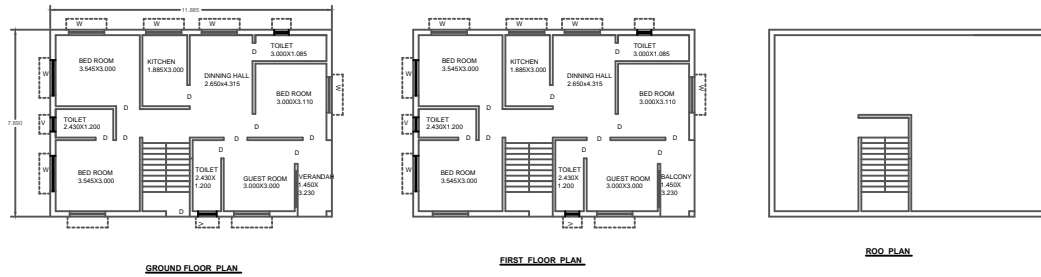 11.885
7.890
W
W
W
V
BED ROOM
3.545X3.000
KITCHEN
1.885X3.000
DINNING HALL
2.650x4.315
TOILET
3.000X1.085
D
D
W
BED ROOM
3.000X3.110
W
D
D
V
TOILET
2.430X1.200
D
D
D
D
D
D
D
W
BED ROOM
3.545X3.000
TOILET
2.430X
1.200
GUEST ROOM
3.000X3.000
VERANDAH
1.450X
3.230
D
W
V
W
GROUND FLOOR PLAN
W
W
W
BED ROOM
3.545X3.000
KITCHEN
1.885X3.000
DINNING HALL
2.650x4.315
TOILET
3.000X1.085
D
D
BED ROOM
3.000X3.110
W
D
D
TOILET
2.430X1.200
D
D
D
D
D
D
D
BED ROOM
3.545X3.000
TOILET
2.430X
1.200
GUEST ROOM
3.000X3.000
BALCONY
1.450X
3.230
V
W
FIRST FLOOR PLAN
ROO PLAN